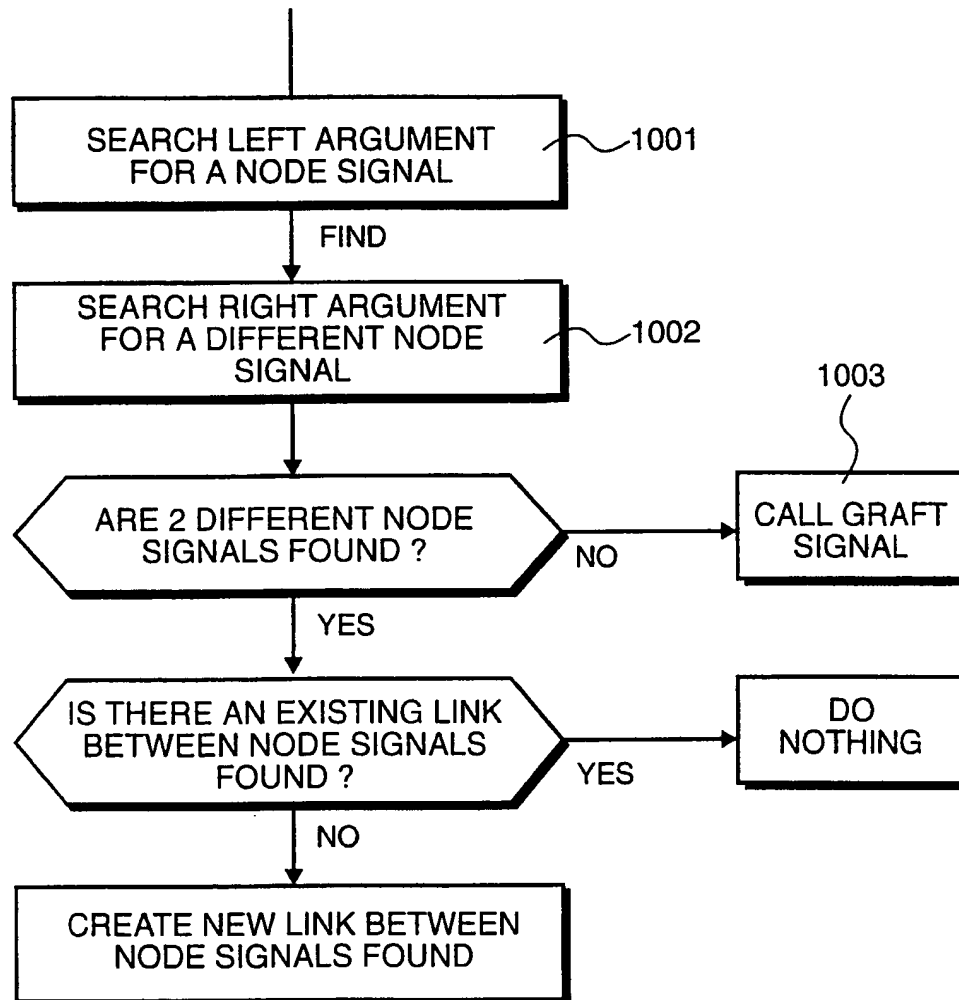 SEARCH LEFT ARGUMENT
FOR A NODE SIGNAL
1001
FIND
SEARCH RIGHT ARGUMENT
FOR A DIFFERENT NODE
SIGNAL
1002
1003
ARE 2 DIFFERENT NODE
SIGNALS FOUND ?
NO
CALL GRAFT
SIGNAL
YES
IS THERE AN EXISTING LINK
BETWEEN NODE SIGNALS
FOUND ?
YES
DO
NOTHING
NO
CREATE NEW LINK BETWEEN
NODE SIGNALS FOUND